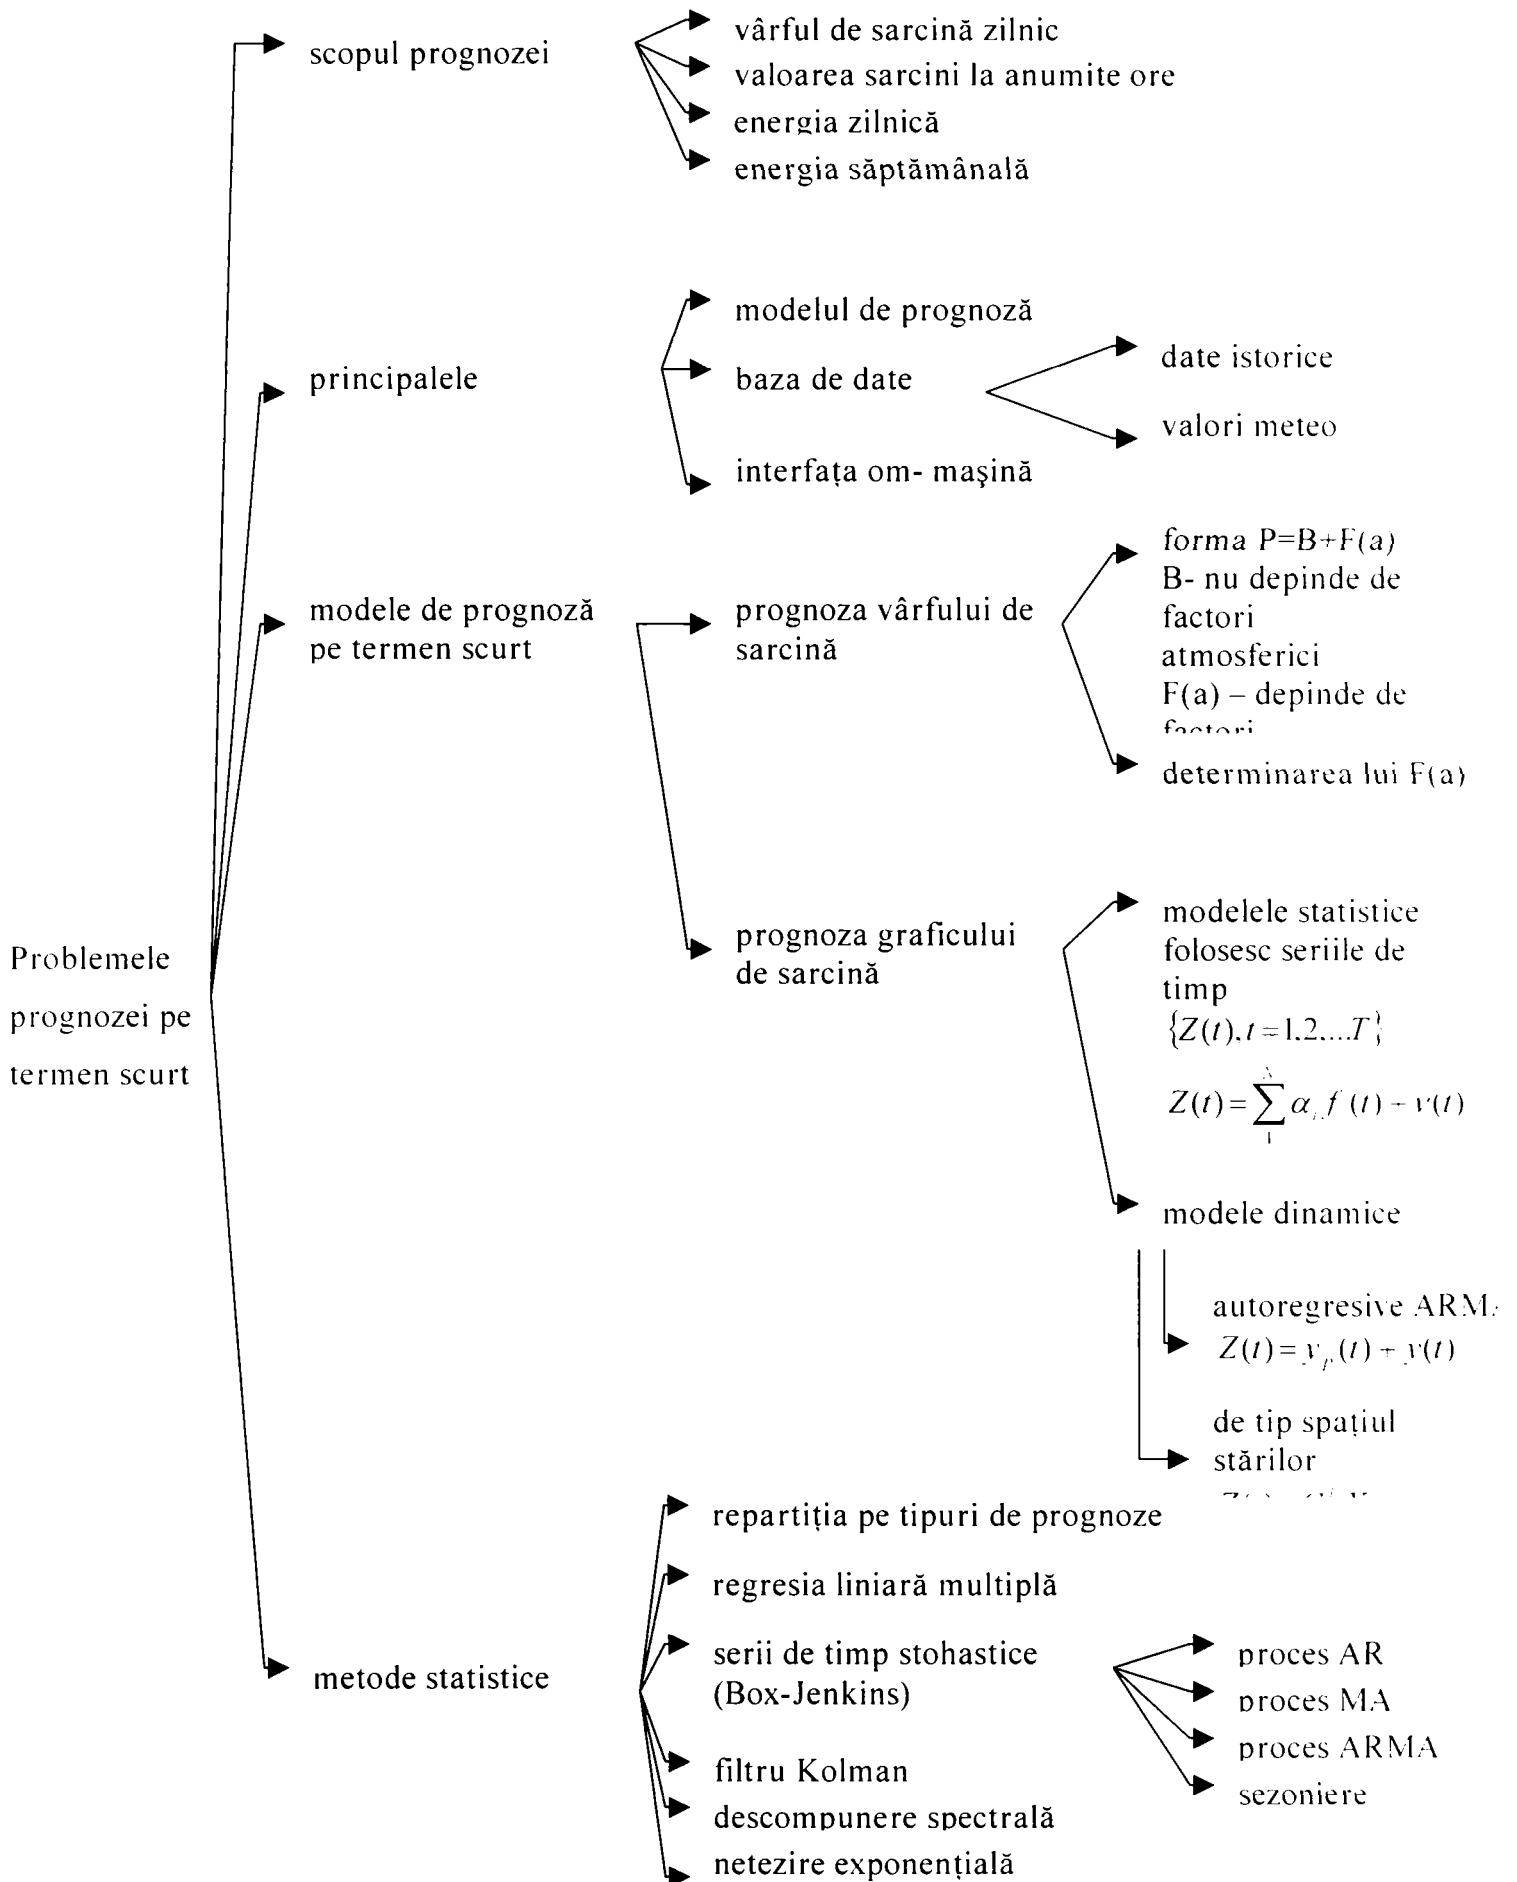 scopul prognozei
vârful de sarcină zilnic
valoarea sarcini la anumite ore
energia zilnică
energia săptămânală
principalele
modelul de prognoză
baza de date
date istorice
valori meteo
interfața om- maşină
modele de prognoză
pe termen scurt
prognoza vârfului de
sarcină
forma P=B+F(a)
B- nu depinde de
factori
atmosferici
F(a) – depinde de
factori
determinarea lui F(a)
prognoza graficului
de sarcină
modelele statistice
folosesc seriile de
timp
{Z(t), t=1,2,...T}
Z(t)=∑ α f (t) + v(t)
modele dinamice
autoregresive ARM
Z(t)= y_p(t) + y(t)
de tip spațiul
stărilor
Problemele
prognozei pe
termen scurt
metode statistice
repartiția pe tipuri de prognoze
regresia liniară multiplă
serii de timp stohastice
(Box-Jenkins)
proces AR
proces MA
proces ARMA
sezoniere
filtru Kolman
descompunere spectrală
netezire exponențială